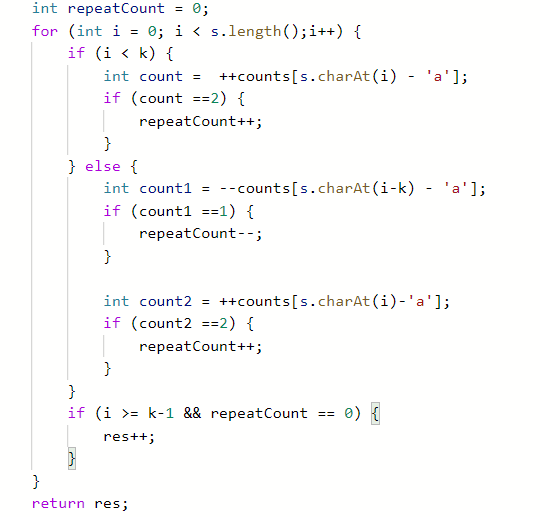 int repeatCount = 0;
for (int i = 0; i < s.length();i++) {
    if (i < k) {
        int count =  ++counts[s.charAt(i) - 'a'];
        if (count ==2) {
            repeatCount++;
        }
    } else {
        int count1 = --counts[s.charAt(i-k) - 'a'];
        if (count1 ==1) {
            repeatCount--;
        }

        int count2 = ++counts[s.charAt(i)-'a'];
        if (count2 ==2) {
            repeatCount++;
        }
    }
    if (i >= k-1 && repeatCount == 0) {
        res++;
    }
}
return res;